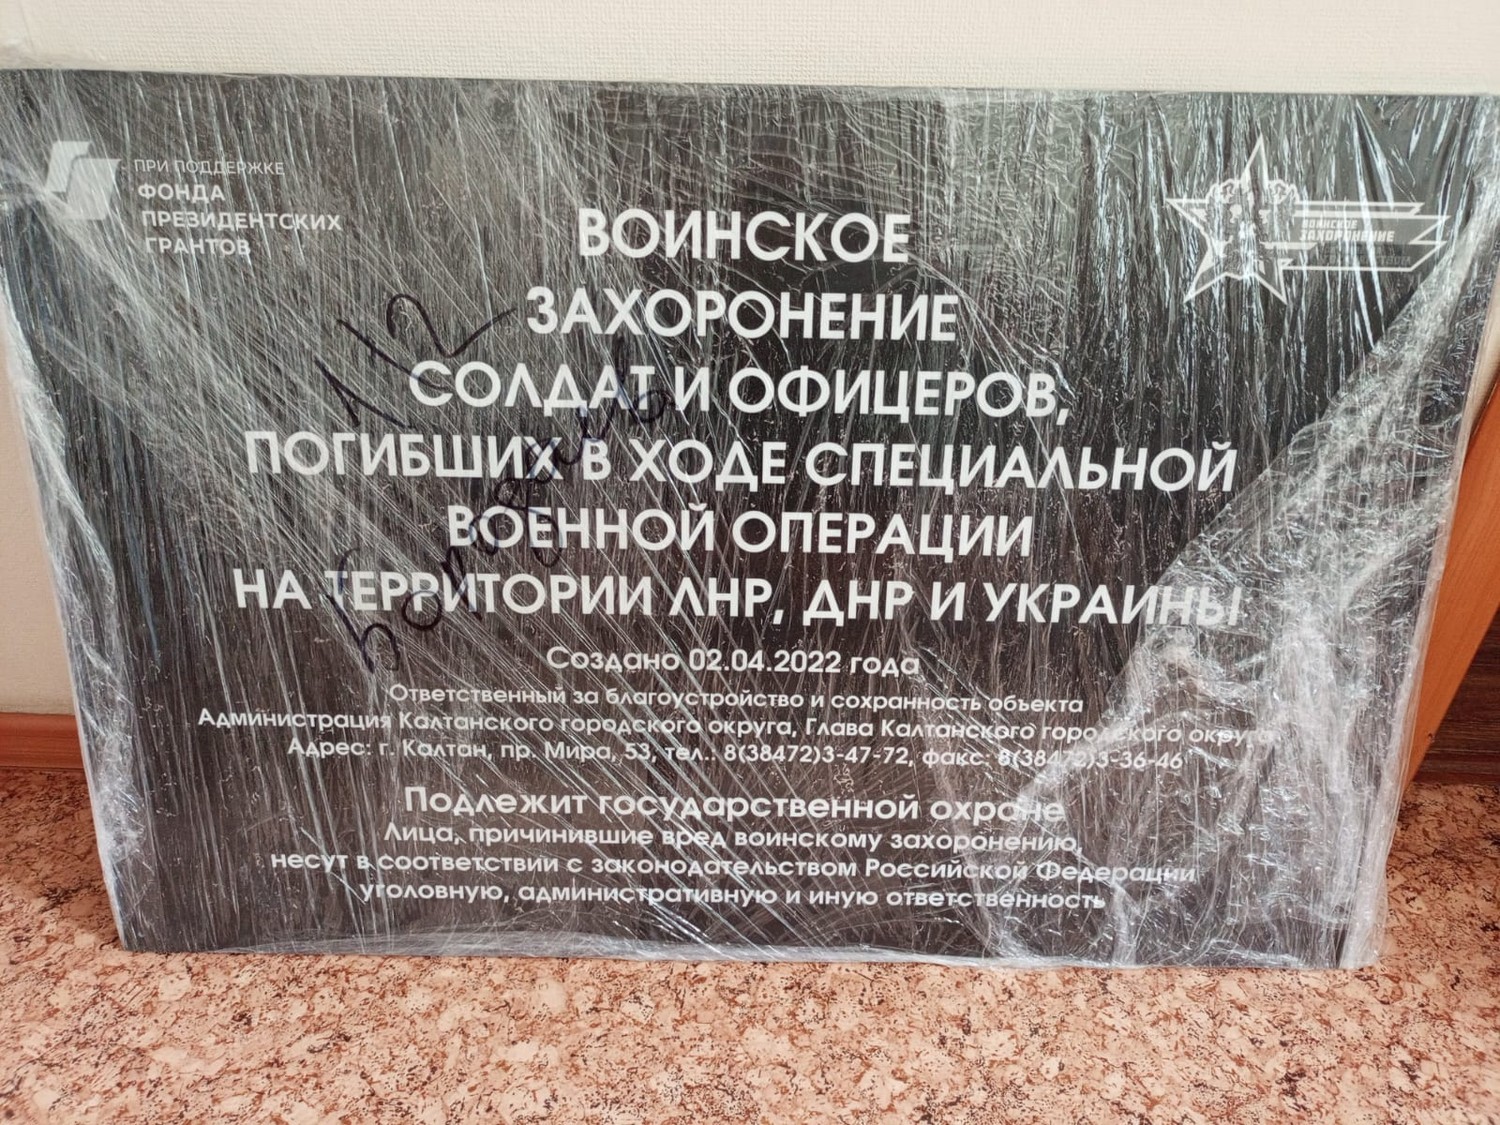 ПРИ ПОДДЕРЖКЕ
ФОНДА
ПРЕЗИДЕНТСКИХ
ГРАНТОВ
ВОИНСКОЕ
ЗАХОРОНЕНИЕ
ВОИНСКОЕ
ЗАХОРОНЕНИЕ
СОЛДАТ И ОФИЦЕРОВ,
ПОГИБШИХ В ХОДЕ СПЕЦИАЛЬНОЙ
ВОЕННОЙ ОПЕРАЦИИ
НА ТЕРРИТОРИИ ЛНР, ДНР И УКРАИНЫ
Создано 02.04.2022 года
Ответственный за благоустройство и сохранность объекта
Администрация Калтанского городского округа, Глава Калтанского городского округа
Адрес: г. Калтан, пр. Мира, 53, тел.: 8(38472)3-47-72, факс: 8(38472)3-36-46
Подлежит государственной охране
Лица, причинившие вред воинскому захоронению,
несут в соответствии с законодательством Российской Федерации
уголовную, административную и иную ответственность